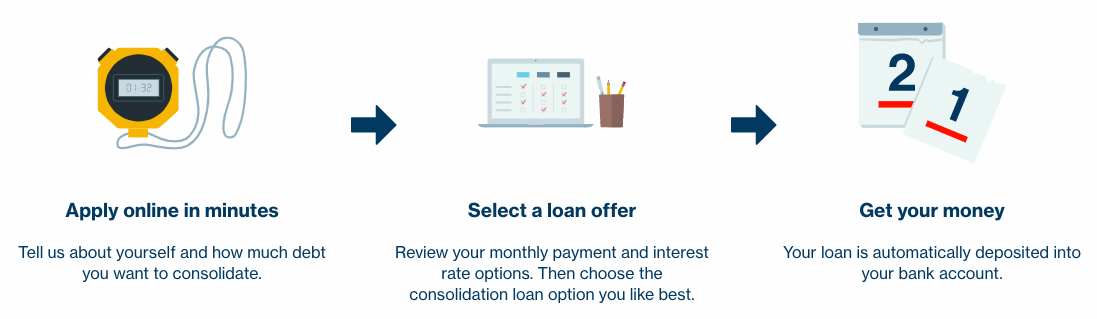 01:32
2
1
Apply online in minutes
Tell us about yourself and how much debt
you want to consolidate.
Select a loan offer
Review your monthly payment and interest
rate options. Then choose the
consolidation loan option you like best.
Get your money
Your loan is automatically deposited into
your bank account.